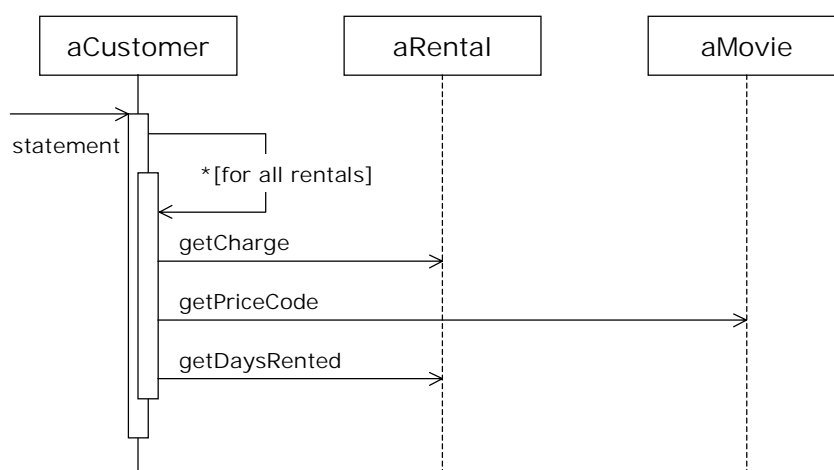 aCustomer
aRental
aMovie
statement
*[for all rentals]
getCharge
getPriceCode
getDaysRented